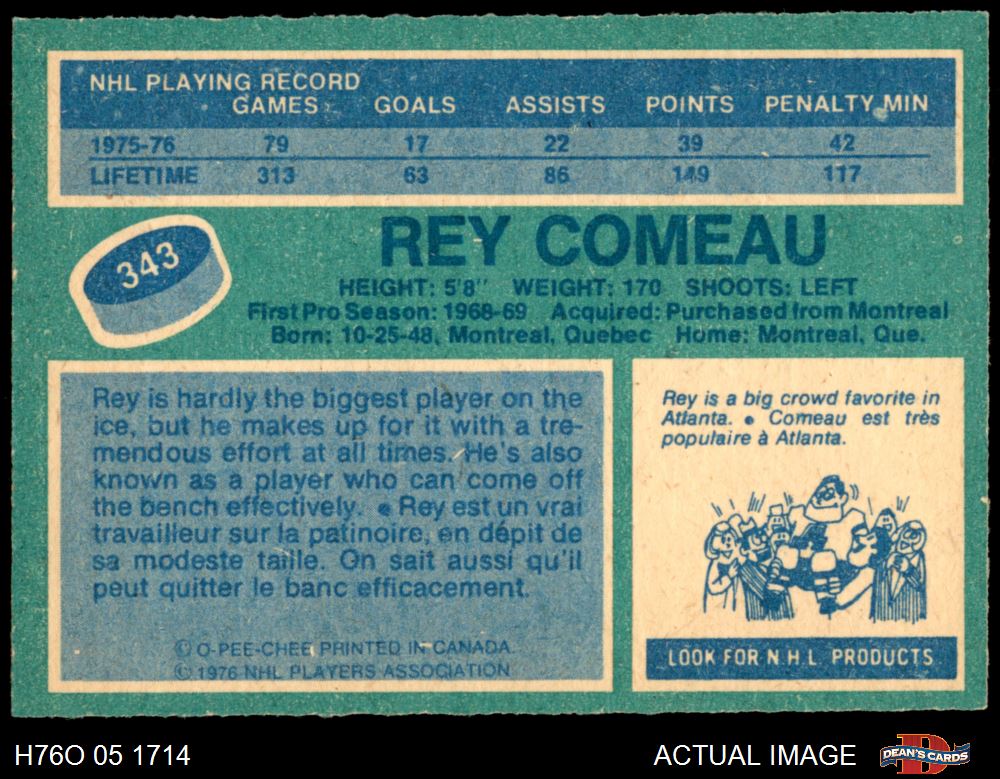 NHL PLAYING RECORD
GAMES GOALS ASSISTS POINTS PENALTY MIN
1975-76 79 17 22 39 42
LIFETIME 313 63 86 149 117
343
REY COMEAU
HEIGHT: 5'8" WEIGHT: 170 SHOOTS: LEFT
First Pro Season: 1968-69 Acquired: Purchased from Montreal
Born: 10-25-48, Montreal, Quebec Home: Montreal, Que.
Rey is hardly the biggest player on the
ice, but he makes up for it with a tre-
mendous effort at all times. He's also
known as a player who can come off
the bench effectively. • Rey est un vrai
travailleur sur la patinoire, en dépit de
sa modeste taille. On sait aussi qu'il
peut quitter le banc efficacement.
© O-PEE-CHEE PRINTED IN CANADA
© 1976 NHL PLAYERS ASSOCIATION
Rey is a big crowd favorite in
Atlanta. • Comeau est très
populaire à Atlanta.
LOOK FOR N.H.L. PRODUCTS
H76O 05 1714
ACTUAL IMAGE
DEAN'S CARDS